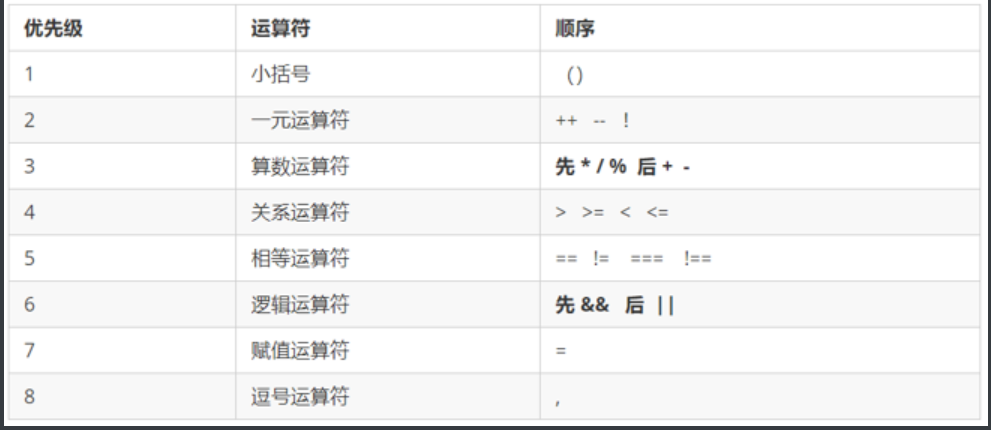 优先级 运算符 顺序
1 小括号 ()
2 一元运算符 ++ -- !
3 算数运算符 先 * / % 后 + -
4 关系运算符 > >= < <=
5 相等运算符 == != === !==
6 逻辑运算符 先 && 后 ||
7 赋值运算符 =
8 逗号运算符 ,